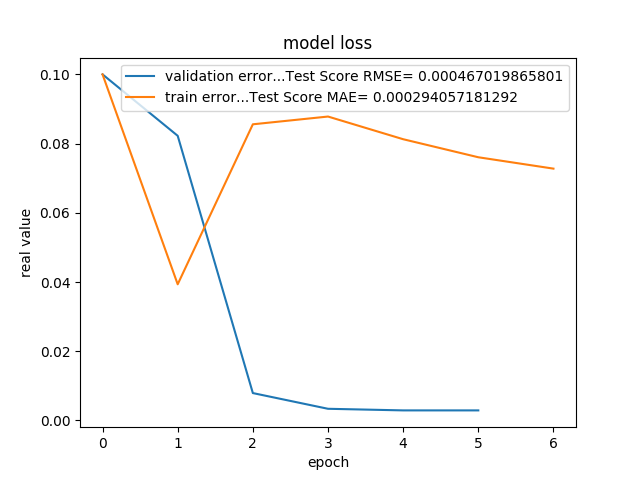 model loss
validation error...Test Score RMSE= 0.000467019865801
train error...Test Score MAE= 0.000294057181292
0.10
0.08
0.06
0.04
0.02
0.00
real value
0 1 2 3 4 5 6
epoch